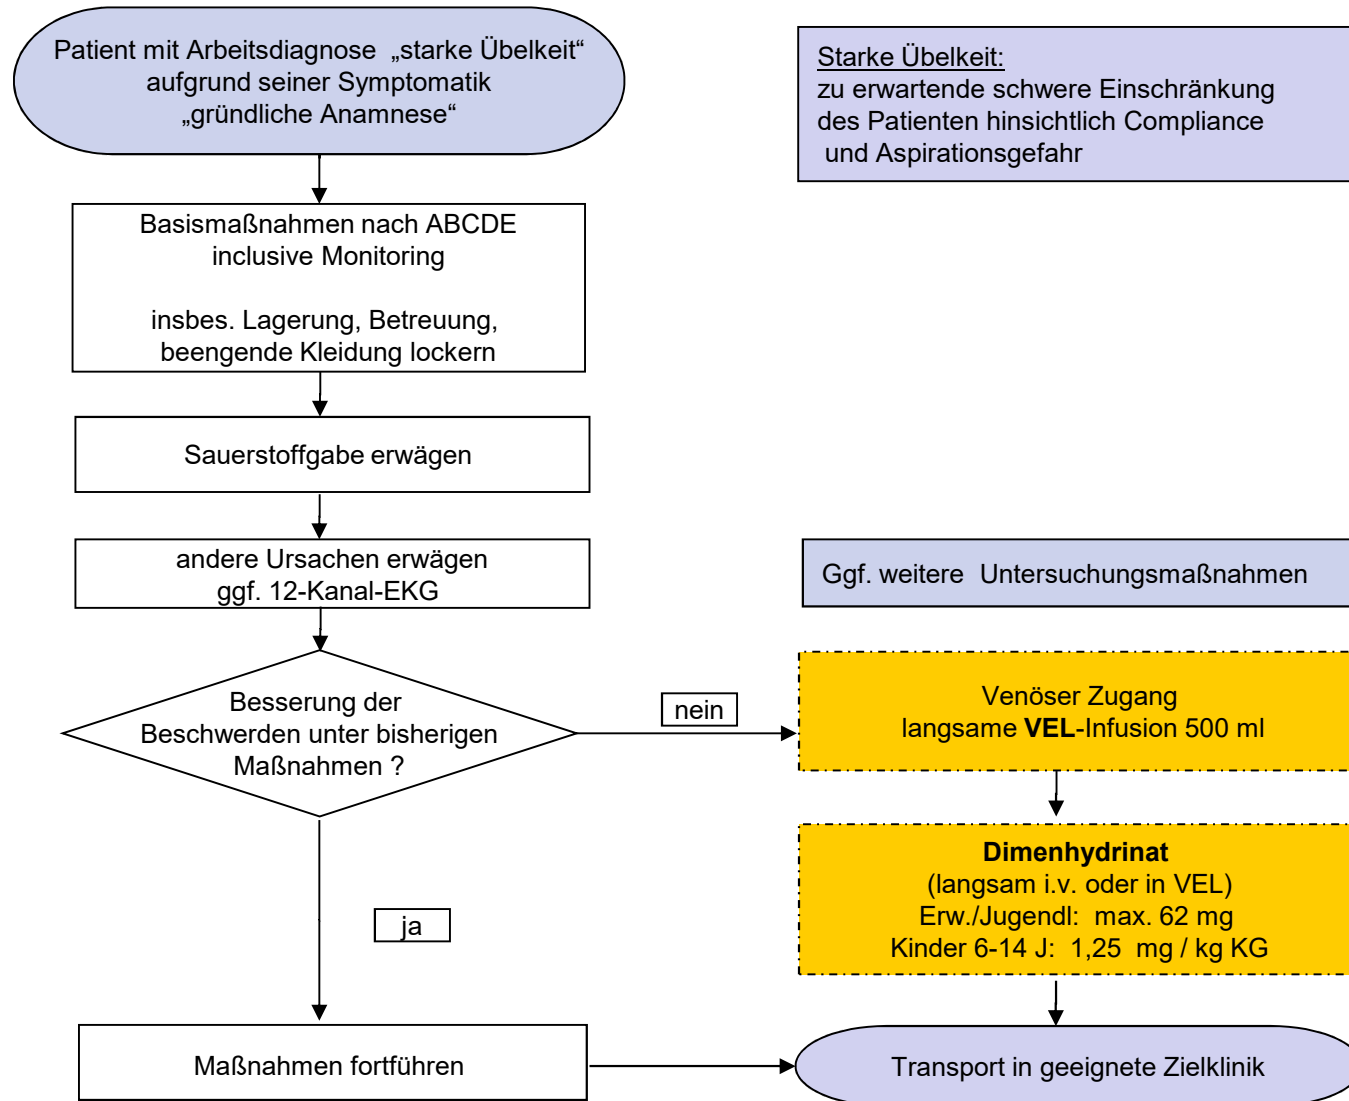 Patient mit Arbeitsdiagnose „starke Übelkeit“
aufgrund seiner Symptomatik
„gründliche Anamnese“
Starke Übelkeit:
zu erwartende schwere Einschränkung
des Patienten hinsichtlich Compliance
und Aspirationsgefahr
Basismaßnahmen nach ABCDE
inclusive Monitoring
insbes. Lagerung, Betreuung,
beengende Kleidung lockern
Sauerstoffgabe erwägen
andere Ursachen erwägen
ggf. 12-Kanal-EKG
Ggf. weitere Untersuchungsmaßnahmen
Besserung der
Beschwerden unter bisherigen
Maßnahmen ?
nein
Venöser Zugang
langsame VEL-Infusion 500 ml
Dimenhydrinat
(langsam i.v. oder in VEL)
Erw./Jugendl: max. 62 mg
Kinder 6-14 J: 1,25 mg / kg KG
ja
Maßnahmen fortführen
Transport in geeignete Zielklinik